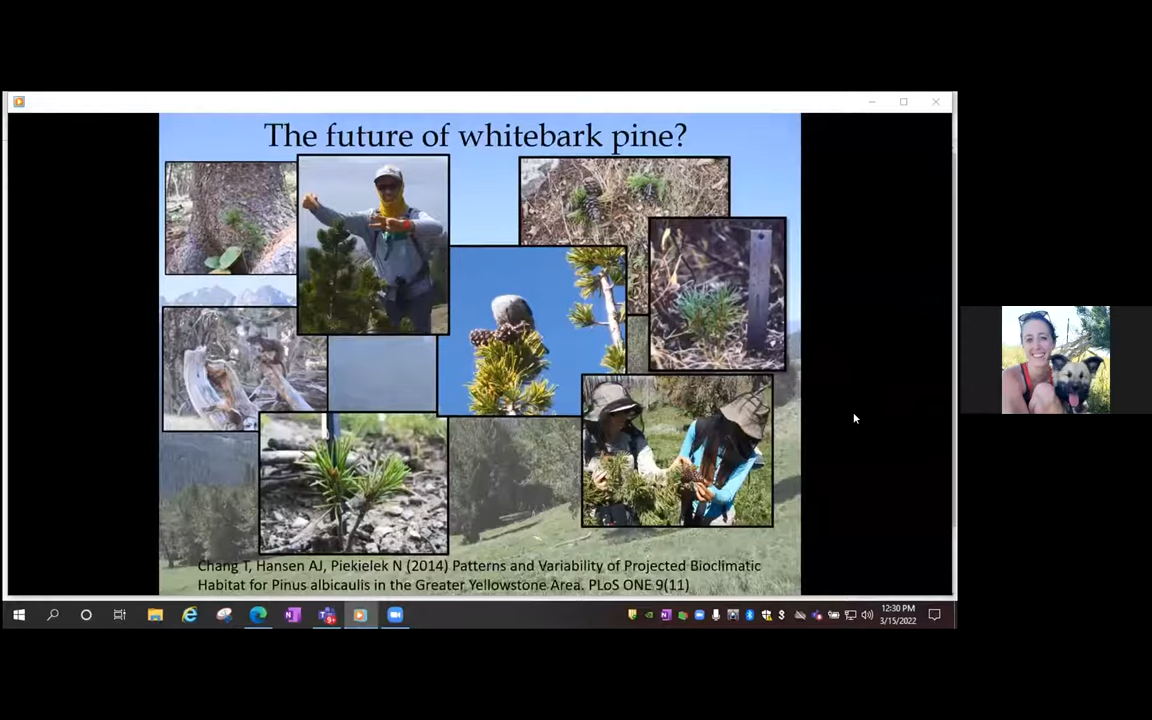 The future of whitebark pine?
Chang T, Hansen AJ, Piekielek N (2014) Patterns and Variability of Projected Bioclimatic
Habitat for Pinus albicaulis in the Greater Yellowstone Area. PLoS ONE 9(11)
12:30 PM
3/15/2022